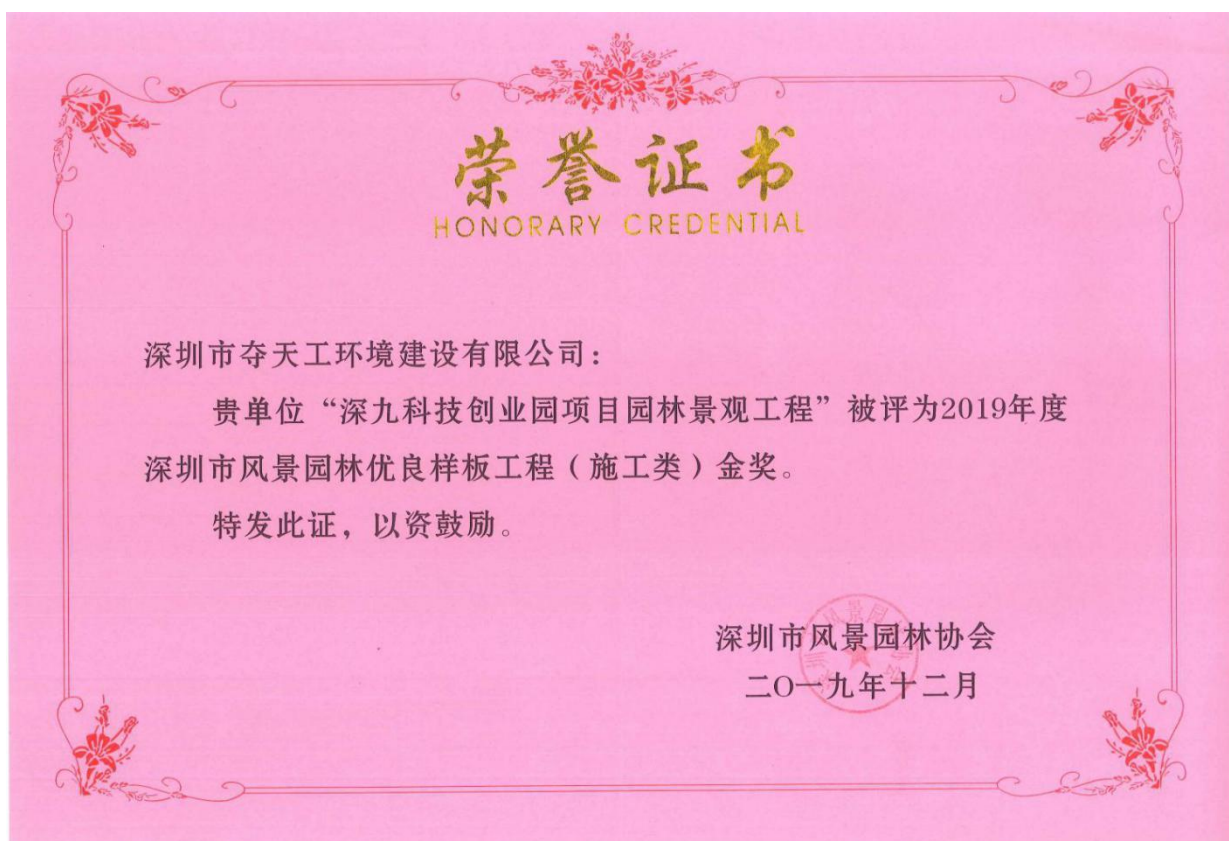 荣誉证书
HONORARY CREDENTIAL
深圳市夺天工环境建设有限公司：
贵单位“深九科技创业园项目园林景观工程”被评为2019年度
深圳市风景园林优良样板工程（施工类）金奖。
特发此证，以资鼓励。
深圳市风景园林协会
二O一九年十二月